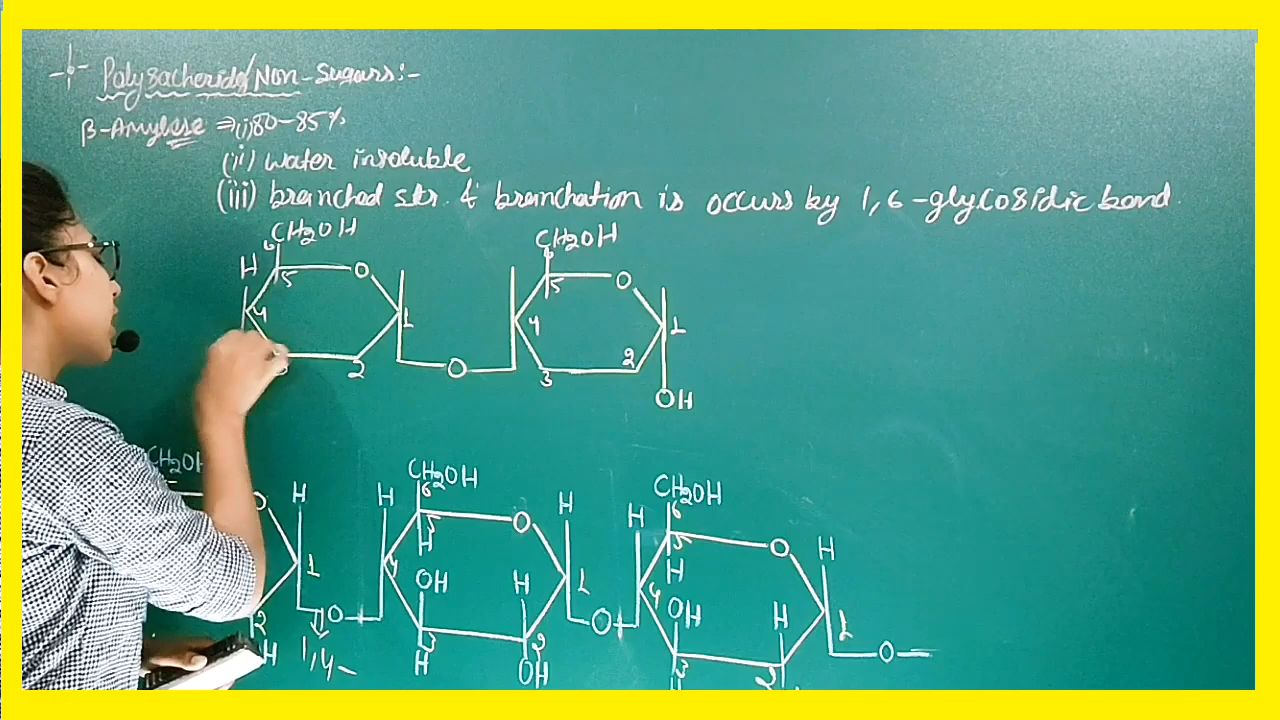 Polysacheride/Non-Sugars:-
β-Amylose ⇒(i)80-85%
(ii) water insoluble
(iii) branched str. & branchation is occurs by 1,6-glycosidic bond.
6 CH2OH 6 CH2OH
H 5 O 5 O
4 1 4 1
3 2 O 3 2
OH
CH2OH 6 CH2OH 6 CH2OH
O H H 5 O H H 5 O H
H H
1 4 OH H 1 4 OH H 1
2 O 3 2 O 3 2 O
H 1,4- H OH